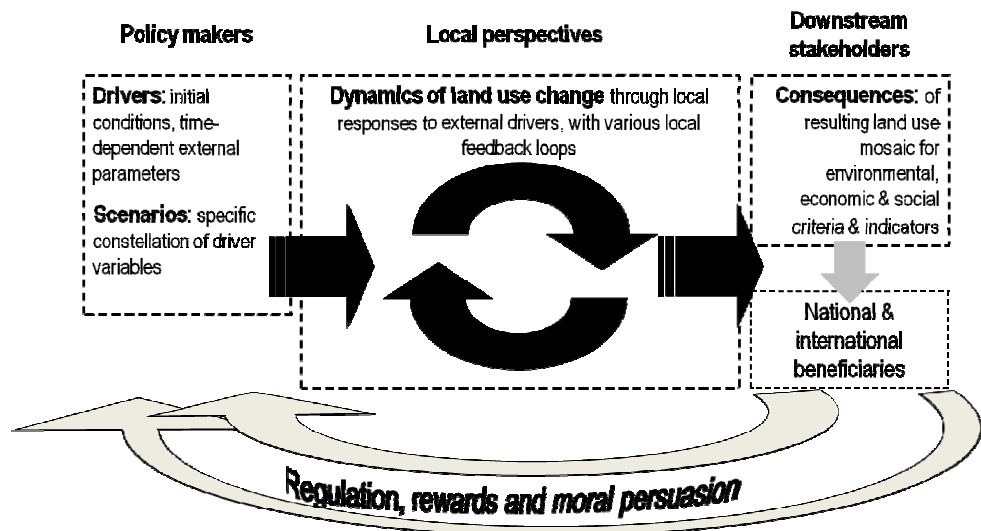 Policy makers
Drivers: initial
conditions, time-
dependent external
parameters
Scenarios: specific
constellation of driver
variables
Local perspectives
Dynamics of land use change through local
responses to external drivers, with various local
feedback loops
Downstream
stakeholders
Consequences: of
resulting land use
mosaic for
environmental,
economic & social
criteria & indicators
National &
international
beneficiaries
Regulation, rewards and moral persuasion